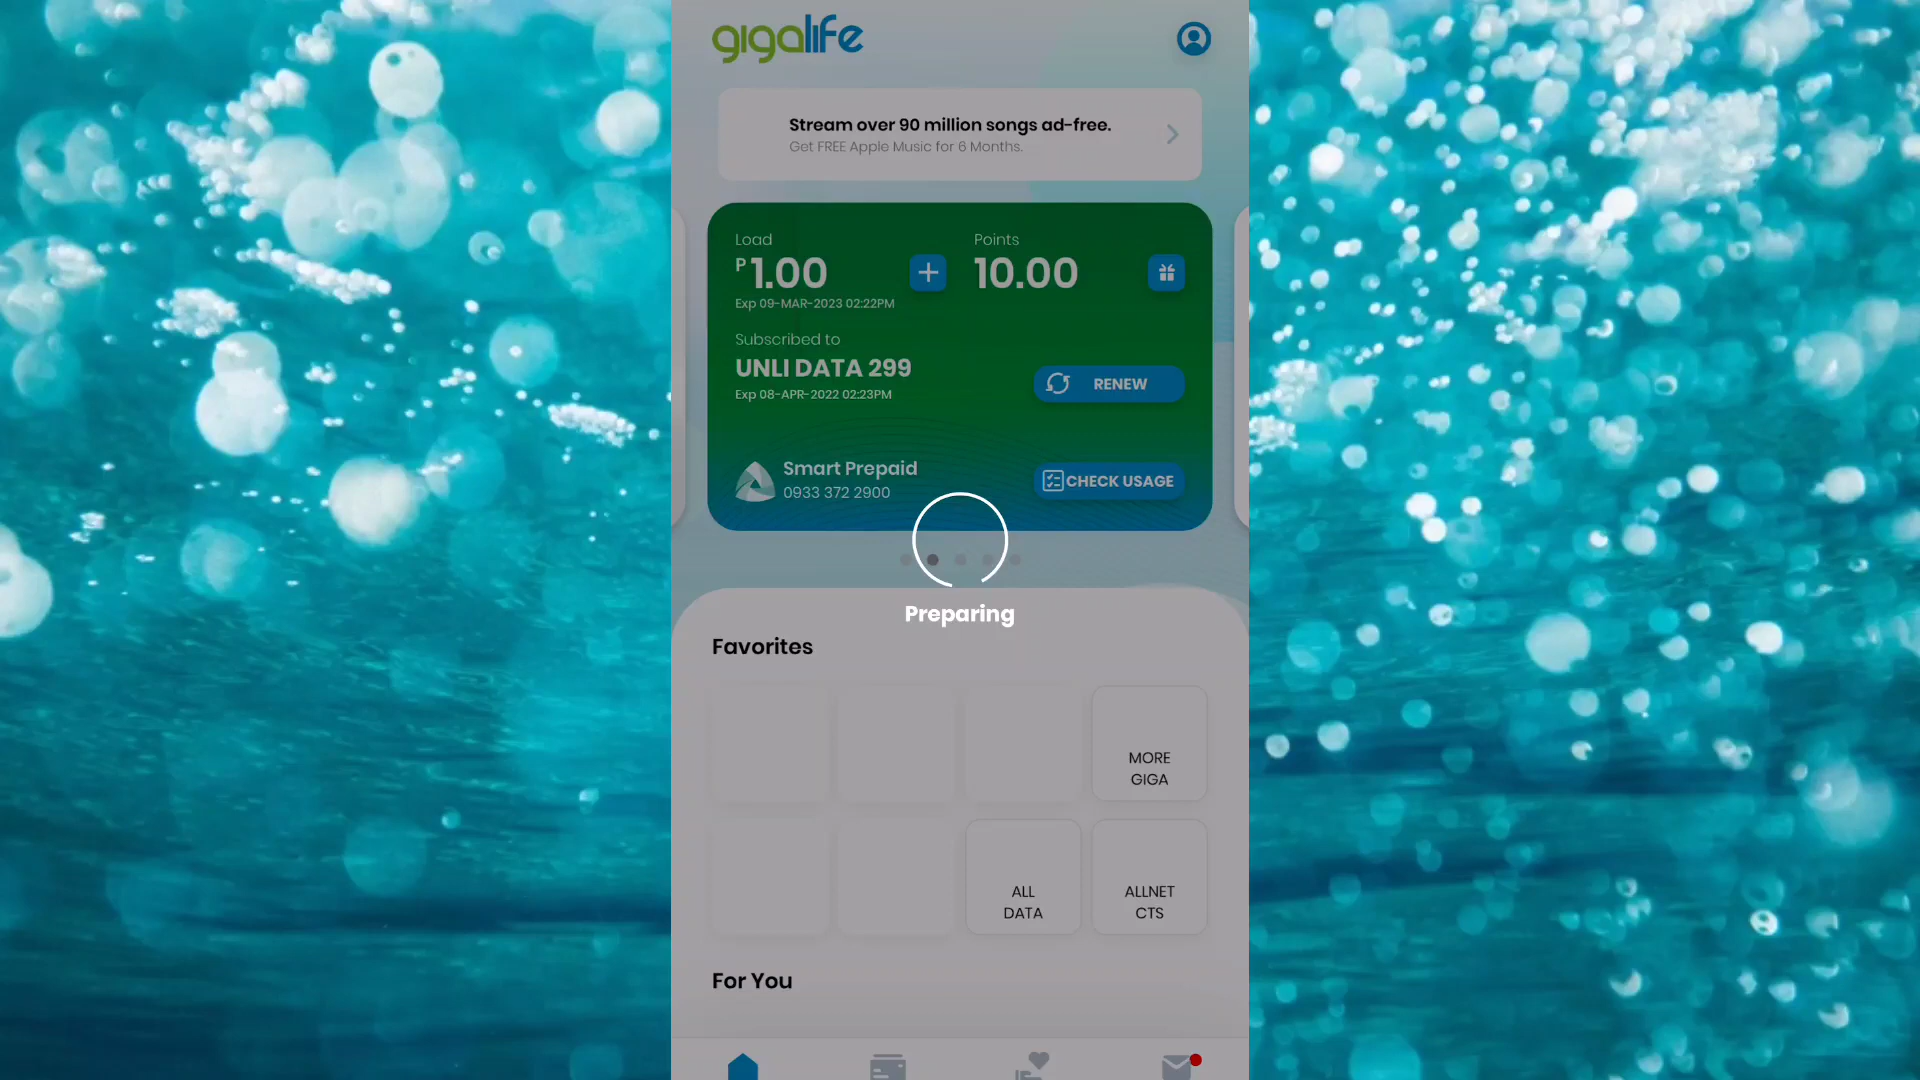 gigalife
Stream over 90 million songs ad-free.
Get FREE Apple Music for 6 Months.
Load
P1.00
Exp 09-MAR-2023 02:22PM
Points
10.00
Subscribed to
UNLI DATA 299
Exp 08-APR-2022 02:23PM
RENEW
Smart Prepaid
0933 372 2900
CHECK USAGE
Preparing
Favorites
MORE
GIGA
ALL
DATA
ALLNET
CTS
For You